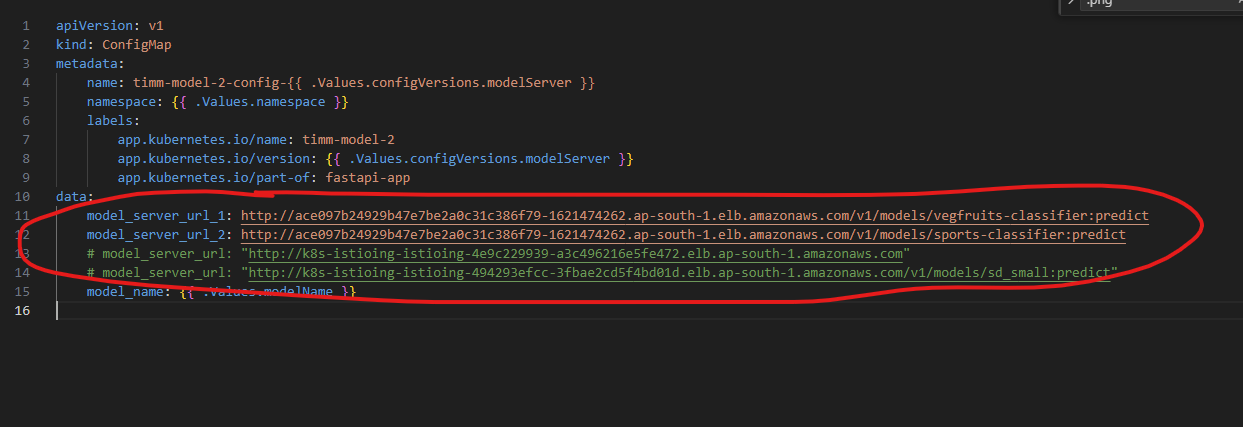 .png
1 apiVersion: v1
2 kind: ConfigMap
3 metadata:
4 name: timm-model-2-config-{{ .Values.configVersions.modelServer }}
5 namespace: {{ .Values.namespace }}
6 labels:
7 app.kubernetes.io/name: timm-model-2
8 app.kubernetes.io/version: {{ .Values.configVersions.modelServer }}
9 app.kubernetes.io/part-of: fastapi-app
10 data:
11 model_server_url_1: http://ace097b24929b47e7be2a0c31c386f79-1621474262.ap-south-1.elb.amazonaws.com/v1/models/vegfruits-classifier:predict
12 model_server_url_2: http://ace097b24929b47e7be2a0c31c386f79-1621474262.ap-south-1.elb.amazonaws.com/v1/models/sports-classifier:predict
13 # model_server_url: "http://k8s-istioing-istioing-4e9c229939-a3c496216e5fe472.elb.ap-south-1.amazonaws.com"
14 # model_server_url: "http://k8s-istioing-istioing-494293efcc-3fbae2cd5f4bd01d.elb.ap-south-1.amazonaws.com/v1/models/sd_small:predict"
15 model_name: {{ .Values.modelName }}
16